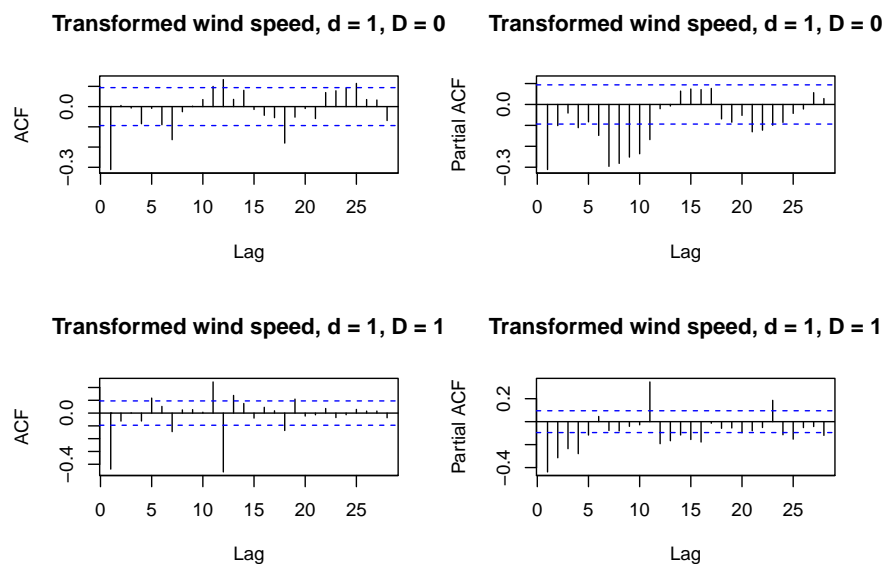 Transformed wind speed, d = 1, D = 0
ACF
0.0
−0.3
0 5 10 15 20 25
Lag
Transformed wind speed, d = 1, D = 0
Partial ACF
0.0
−0.3
0 5 10 15 20 25
Lag
Transformed wind speed, d = 1, D = 1
ACF
0.0
−0.4
0 5 10 15 20 25
Lag
Transformed wind speed, d = 1, D = 1
Partial ACF
0.2
−0.4
0 5 10 15 20 25
Lag